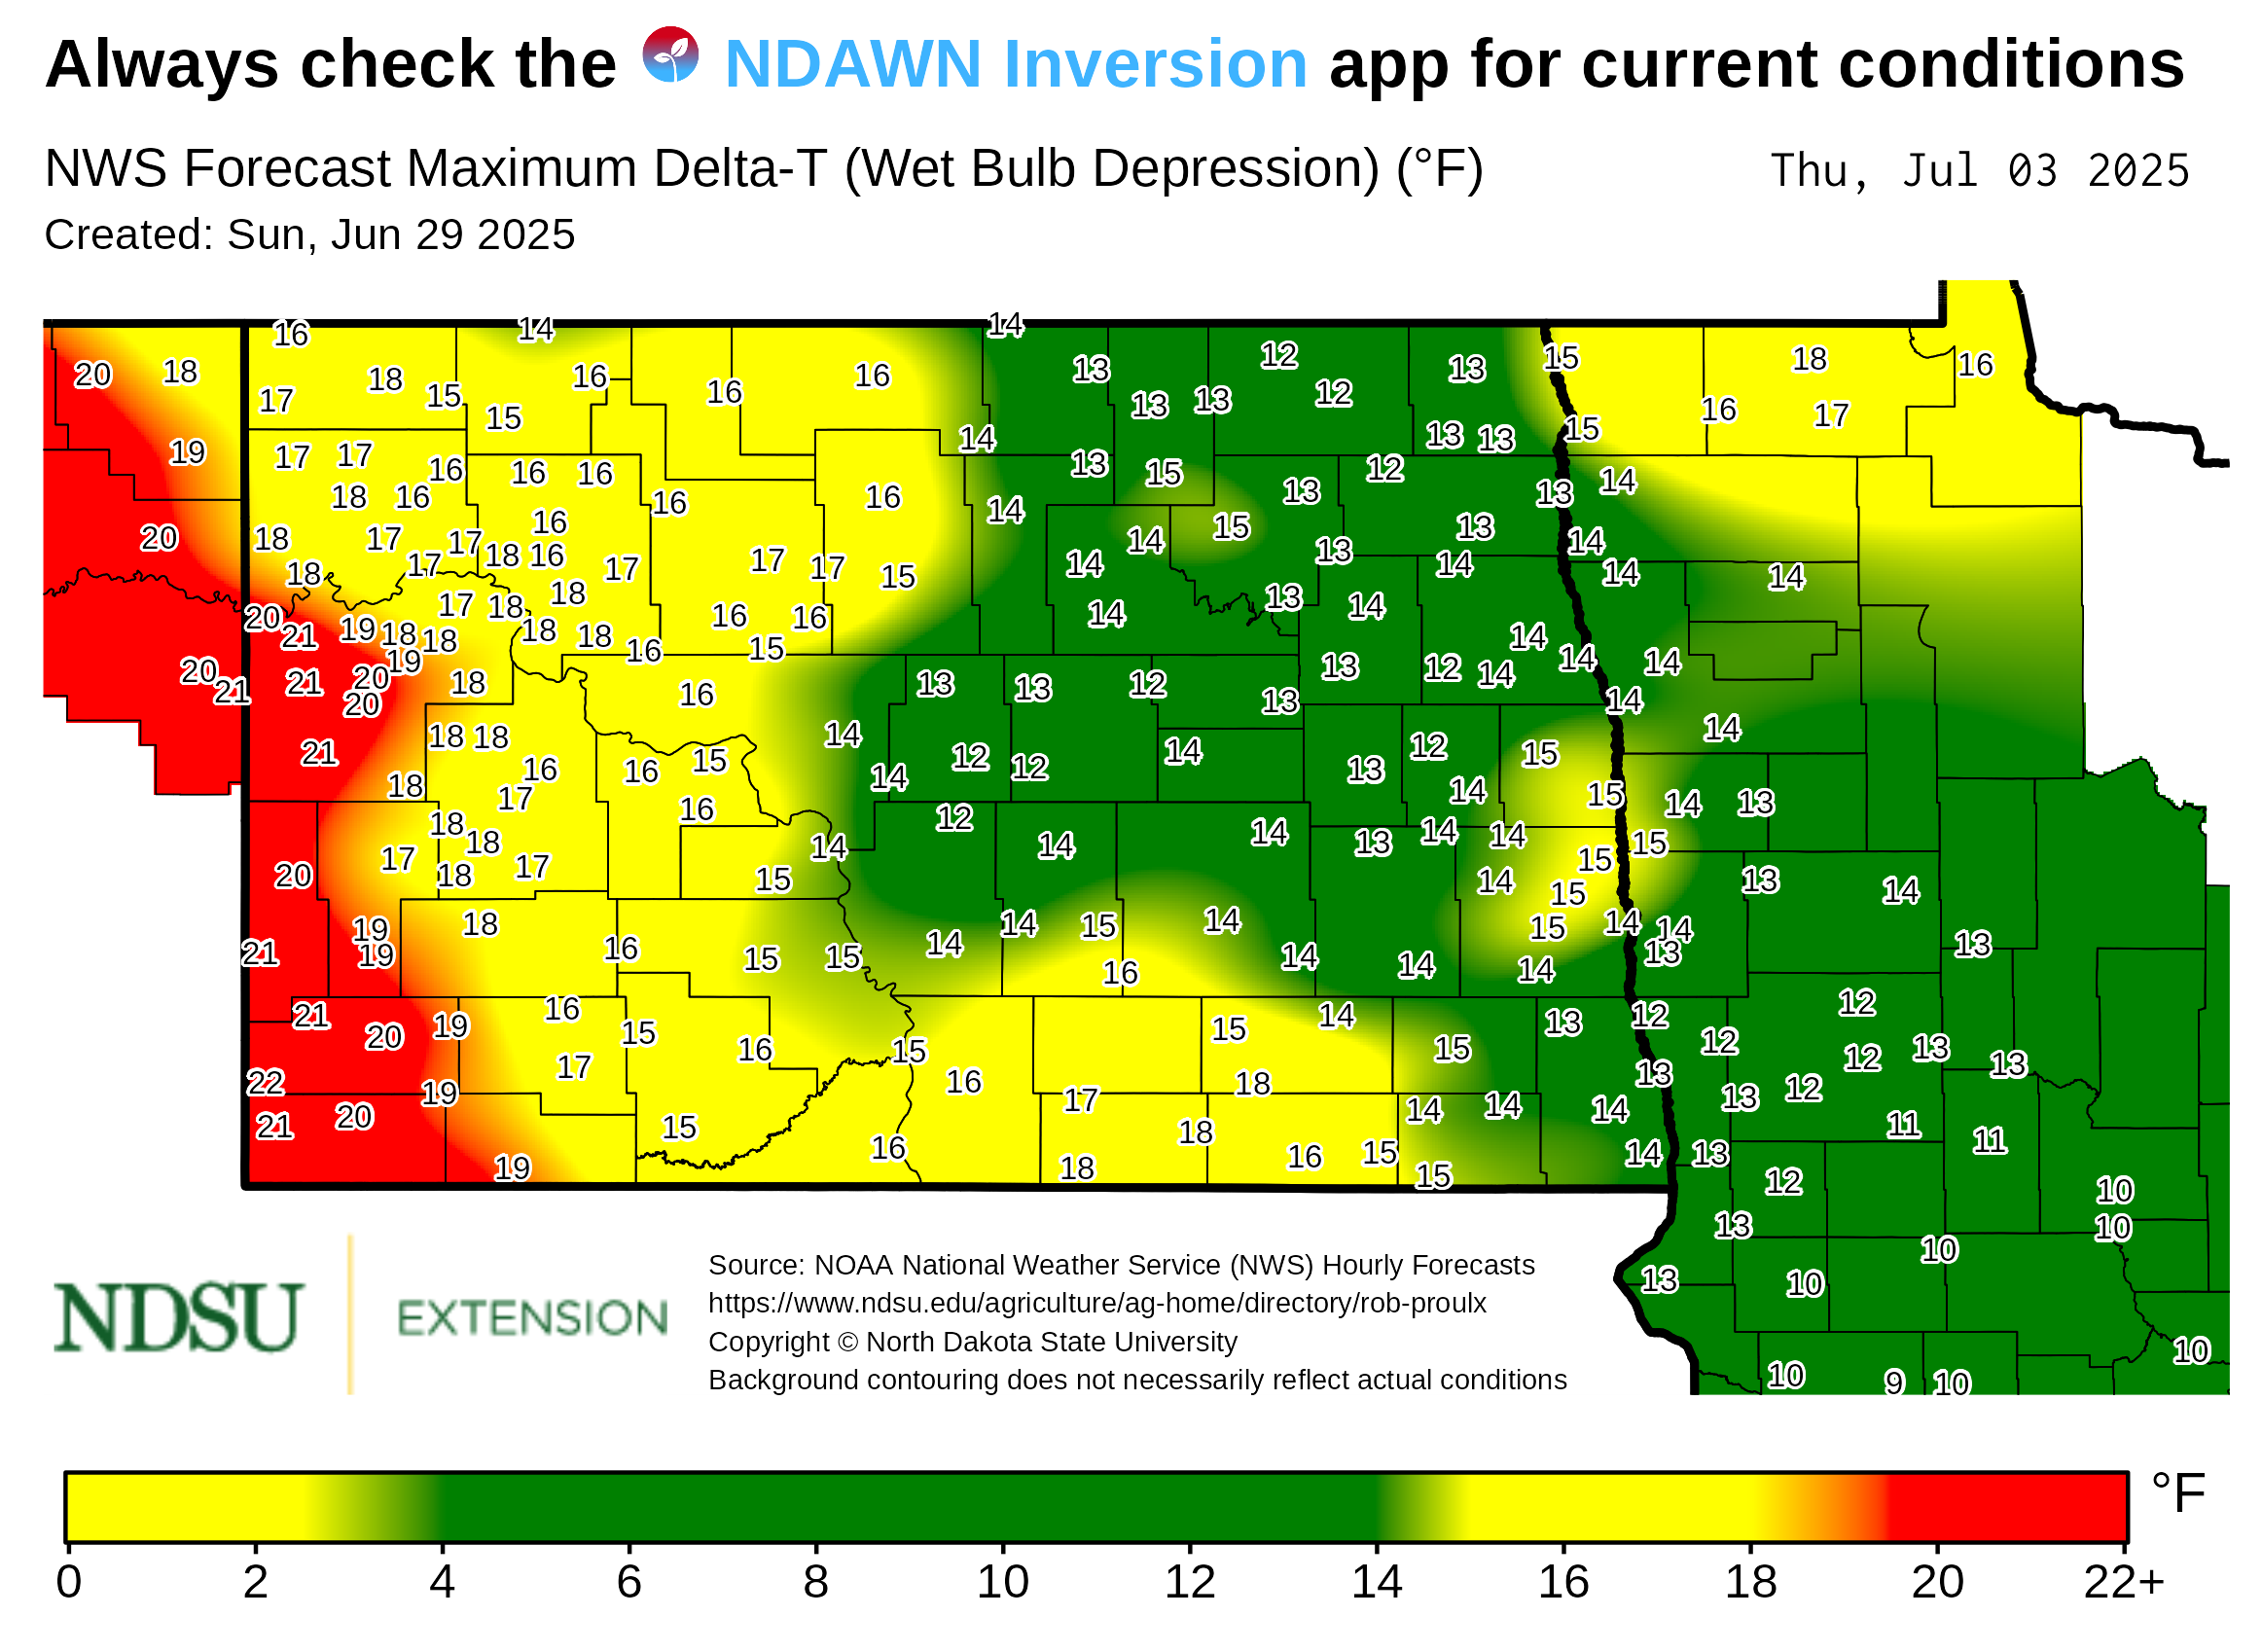 Always check the NDAWN Inversion app for current conditions
NWS Forecast Maximum Delta-T (Wet Bulb Depression) (°F)
Thu, Jul 03 2025
Created: Sun, Jun 29 2025
16 14 14
20 18 18 15 16 16 16 13 12 13 15 18 16
17 15 13 13 12 16 17
19 17 17 16 16 16 14 13 15 12 13 13 15
18 16 16 16 14 13 13 14
20 18 17 17 18 16 16 17 17 17 15 14 15 13 13 14
18 17 18 14 13 14 14 14
20 21 19 18 18 17 18 18 18 16 16 14 13 14
20 21 21 20 19 18 16 15 13 13 12 13 13 12 14 14 14 14
20 18 18 16 14 13 14 14
21 18 16 16 15 14 12 12 14 13 12 15
18 17 16 12 14 15 14 13
20 17 18 18 17 14 14 14 13 14 14 15 15
18 15 14 15 13 14
21 19 19 18 16 15 15 14 14 15 14 14 14 15 14 14 13 13
16 16 14
21 20 19 17 15 16 15 15 14 15 13 12 12 12
22 19 16 17 18 13 13 12 12 13 13
21 20 15 16 18 16 15 14 14 14 11 11
19 18 15 14 13 12 10
13 10
13 10 10
10 9 10 10
NDSU EXTENSION
Source: NOAA National Weather Service (NWS) Hourly Forecasts
https://www.ndsu.edu/agriculture/ag-home/directory/rob-proulx
Copyright © North Dakota State University
Background contouring does not necessarily reflect actual conditions
°F
0 2 4 6 8 10 12 14 16 18 20 22+